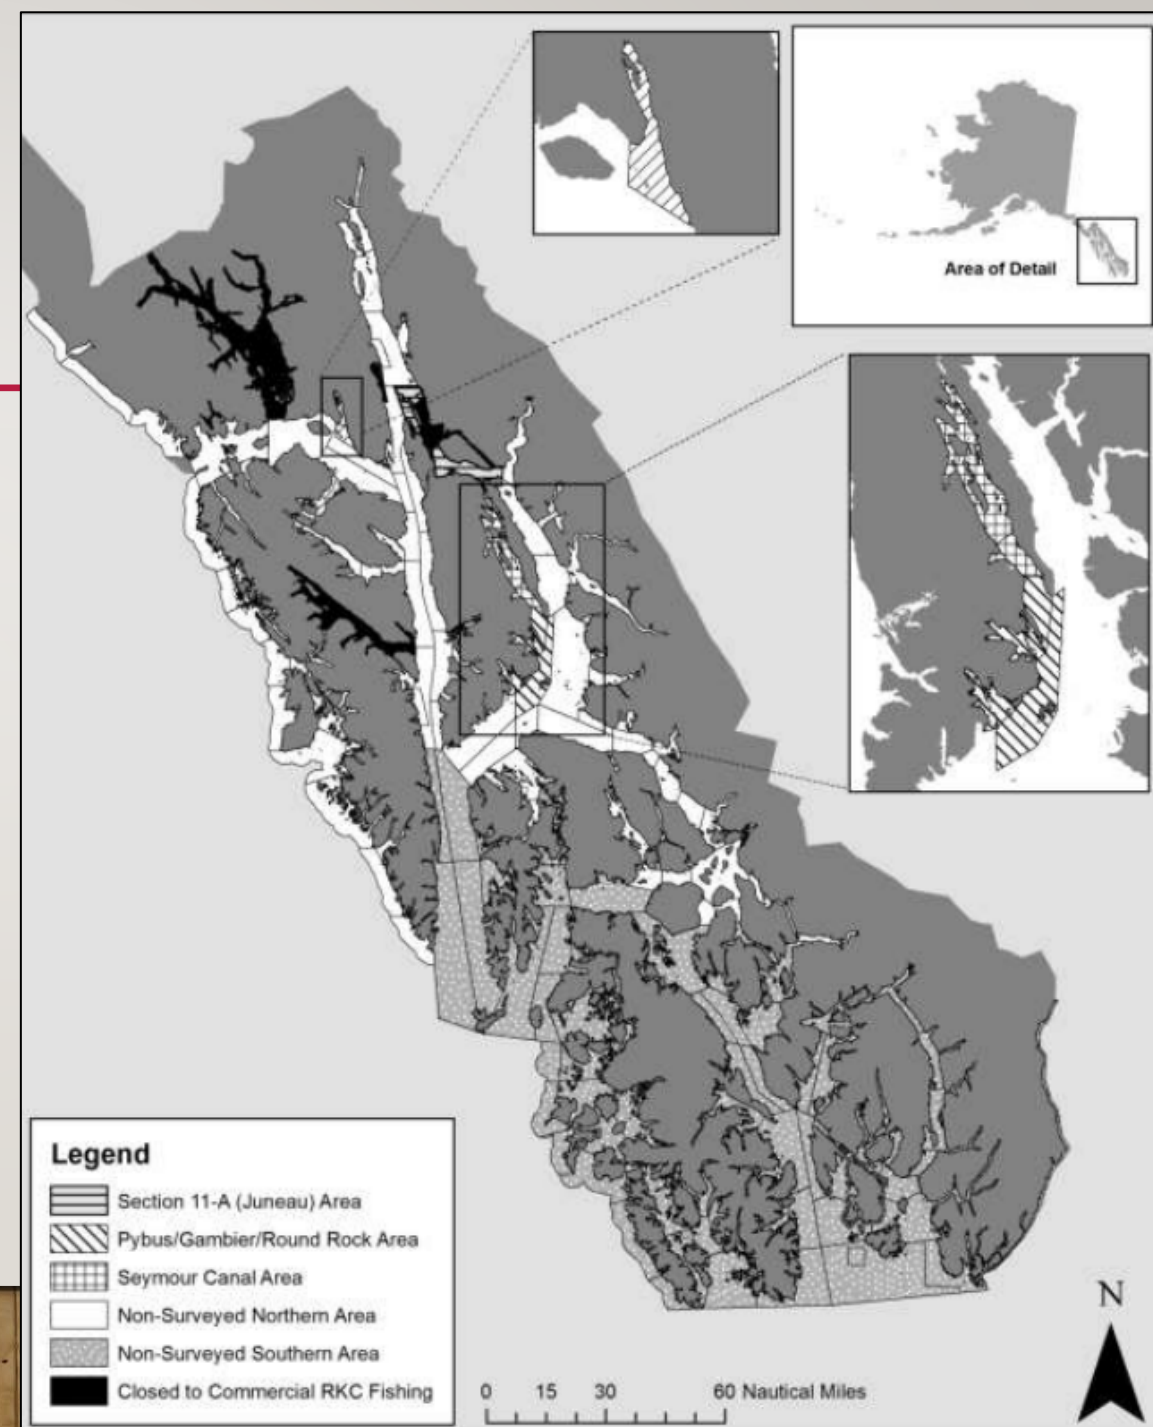 Area of Detail
Legend
Section 11-A (Juneau) Area
Pybus/Gambier/Round Rock Area
Seymour Canal Area
Non-Surveyed Northern Area
Non-Surveyed Southern Area
Closed to Commercial RKC Fishing
N
0 15 30 60 Nautical Miles